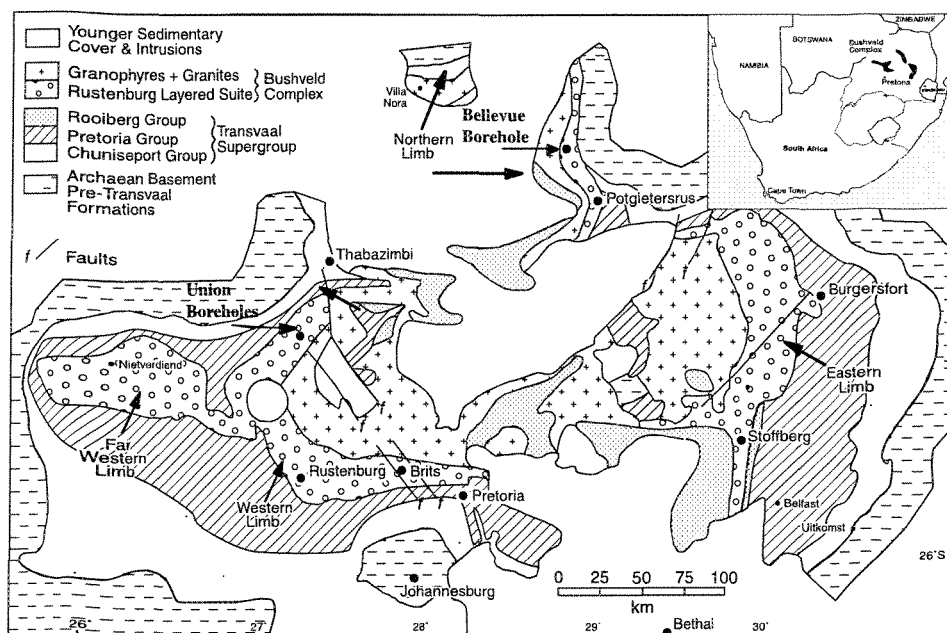 Younger Sedimentary
Cover & Intrusions
Granophyres + Granites
Rustenburg Layered Suite
Bushveld
Complex
Rooiberg Group
Pretoria Group
Chuniseport Group
Transvaal
Supergroup
Archaean Basement
Pre-Transvaal
Formations
f
Faults
Villa
Nora
Northern
Limb
Bellevue
Borehole
Potgietersrus
ZIMBABWE
BOTSWANA
NAMIBIA
Bushveld
Complex
Pretoria
South Africa
Cape Town
Thabazimbi
Union
Boreholes
Nietverdiend
Far
Western
Limb
Western
Limb
Rustenburg
Brits
Pretoria
Johannesburg
Burgersfort
Eastern
Limb
Stoffberg
Belfast
Uitkomst
26°S
0 25 50 75 100
km
26°
27°
28°
29°
30°
Bethal